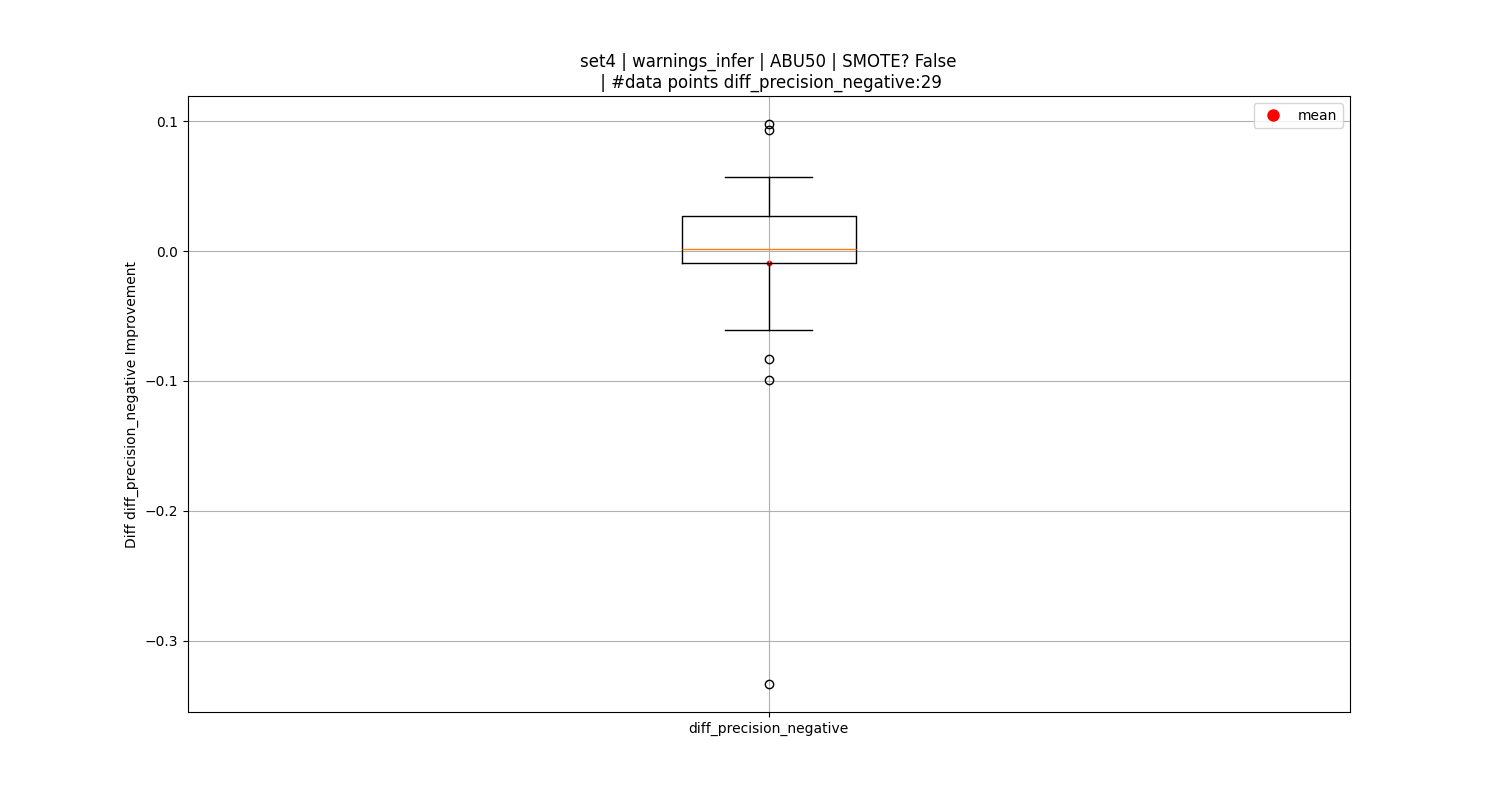 set4 | warnings_infer | ABU50 | SMOTE? False
| #data points diff_precision_negative:29
mean
0.1
0.0
−0.1
−0.2
−0.3
Diff diff_precision_negative Improvement
diff_precision_negative